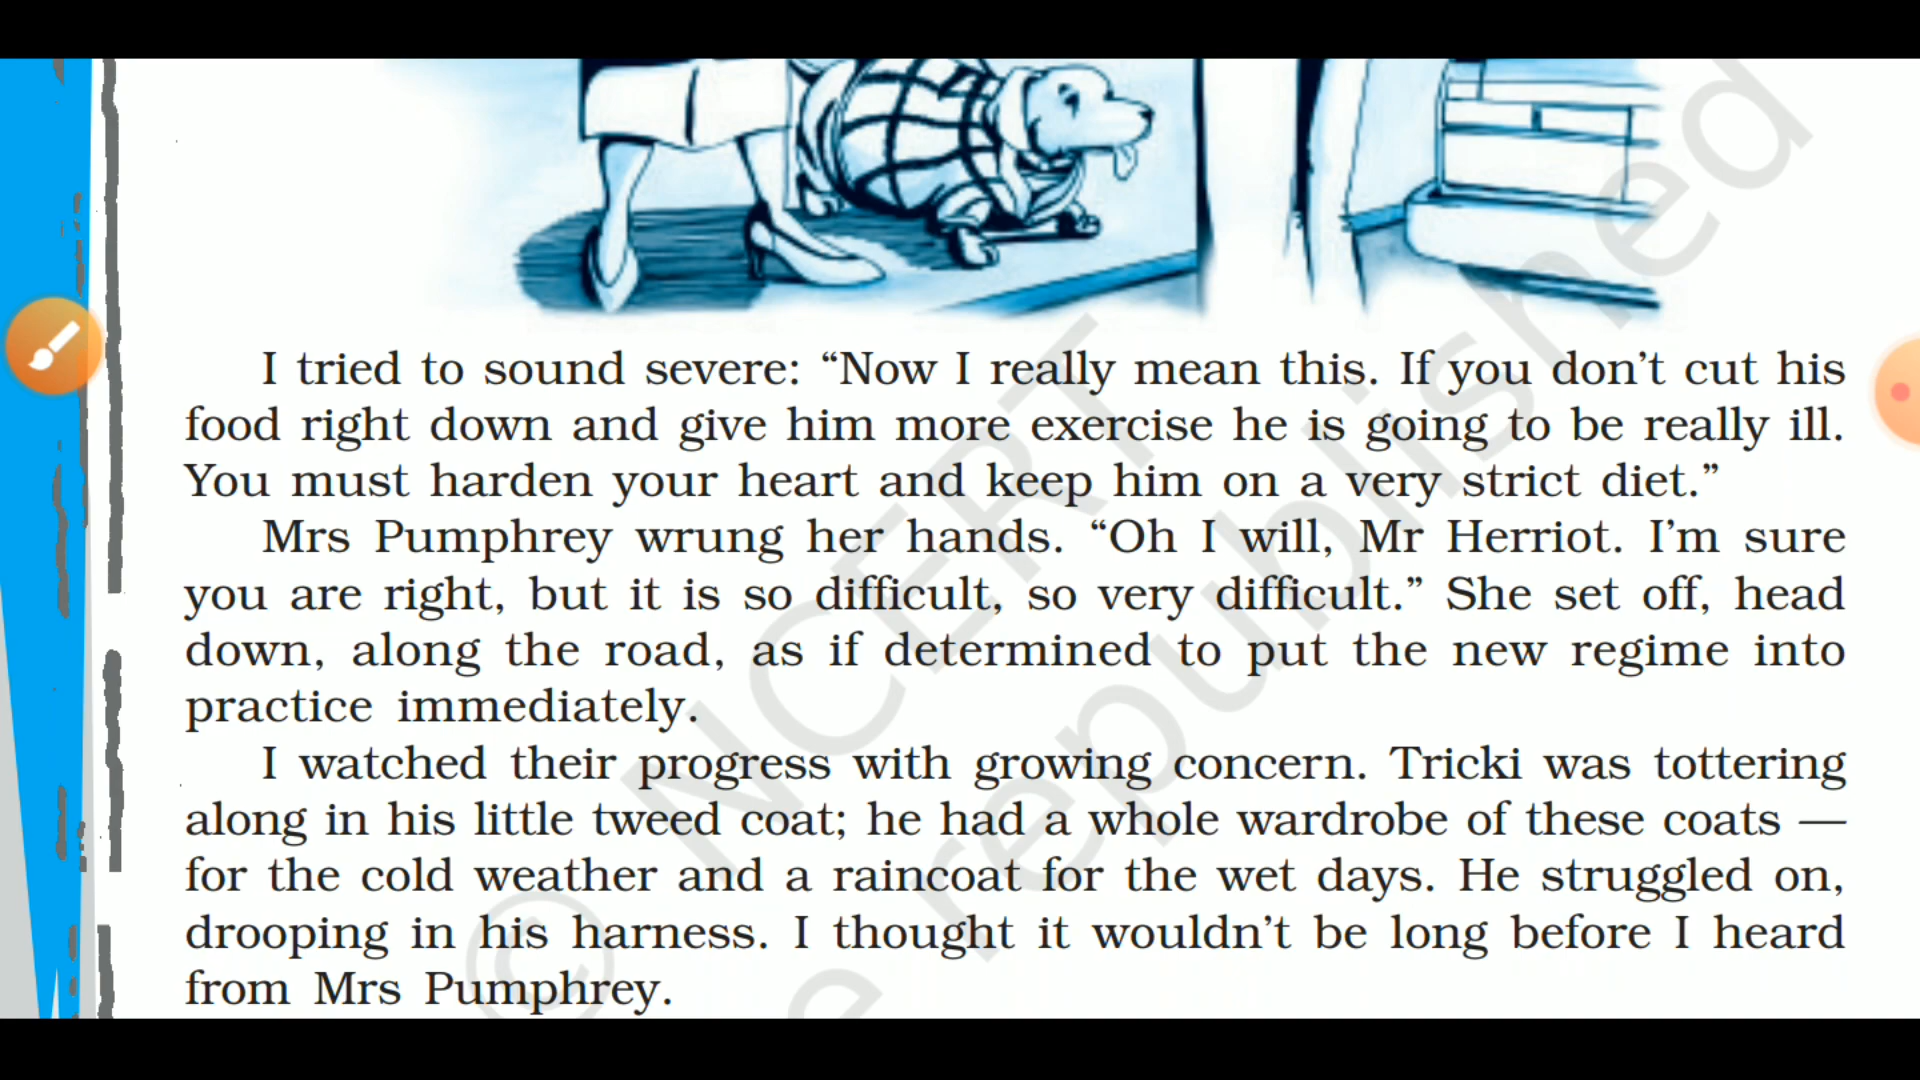 I tried to sound severe: “Now I really mean this. If you don’t cut his
food right down and give him more exercise he is going to be really ill.
You must harden your heart and keep him on a very strict diet.”
Mrs Pumphrey wrung her hands. “Oh I will, Mr Herriot. I’m sure
you are right, but it is so difficult, so very difficult.” She set off, head
down, along the road, as if determined to put the new regime into
practice immediately.
I watched their progress with growing concern. Tricki was tottering
along in his little tweed coat; he had a whole wardrobe of these coats —
for the cold weather and a raincoat for the wet days. He struggled on,
drooping in his harness. I thought it wouldn’t be long before I heard
from Mrs Pumphrey.
© NCERT
republished